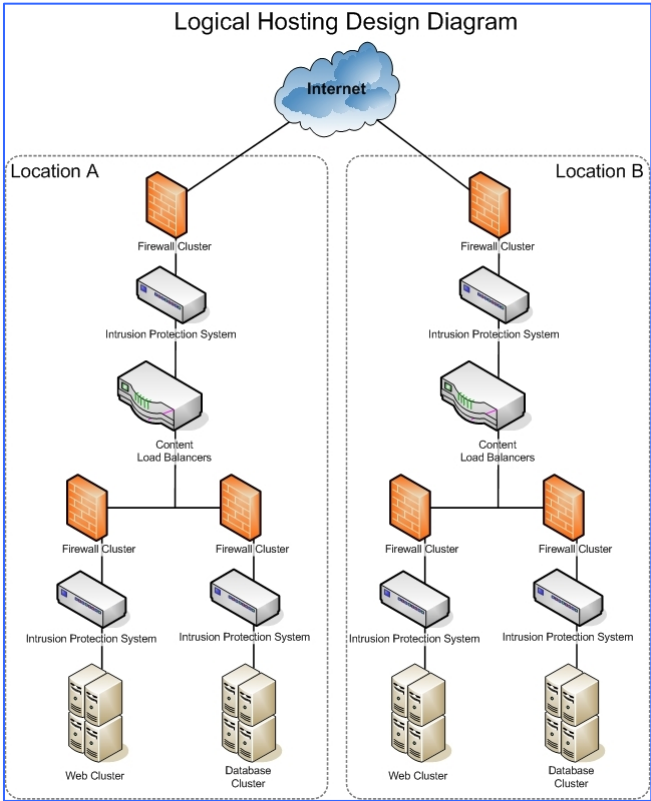 Logical Hosting Design Diagram
Internet
Location A
Location B
Firewall Cluster
Firewall Cluster
Intrusion Protection System
Intrusion Protection System
Content
Load Balancers
Content
Load Balancers
Firewall Cluster
Firewall Cluster
Firewall Cluster
Firewall Cluster
Intrusion Protection System
Intrusion Protection System
Intrusion Protection System
Intrusion Protection System
Web Cluster
Database
Cluster
Web Cluster
Database
Cluster